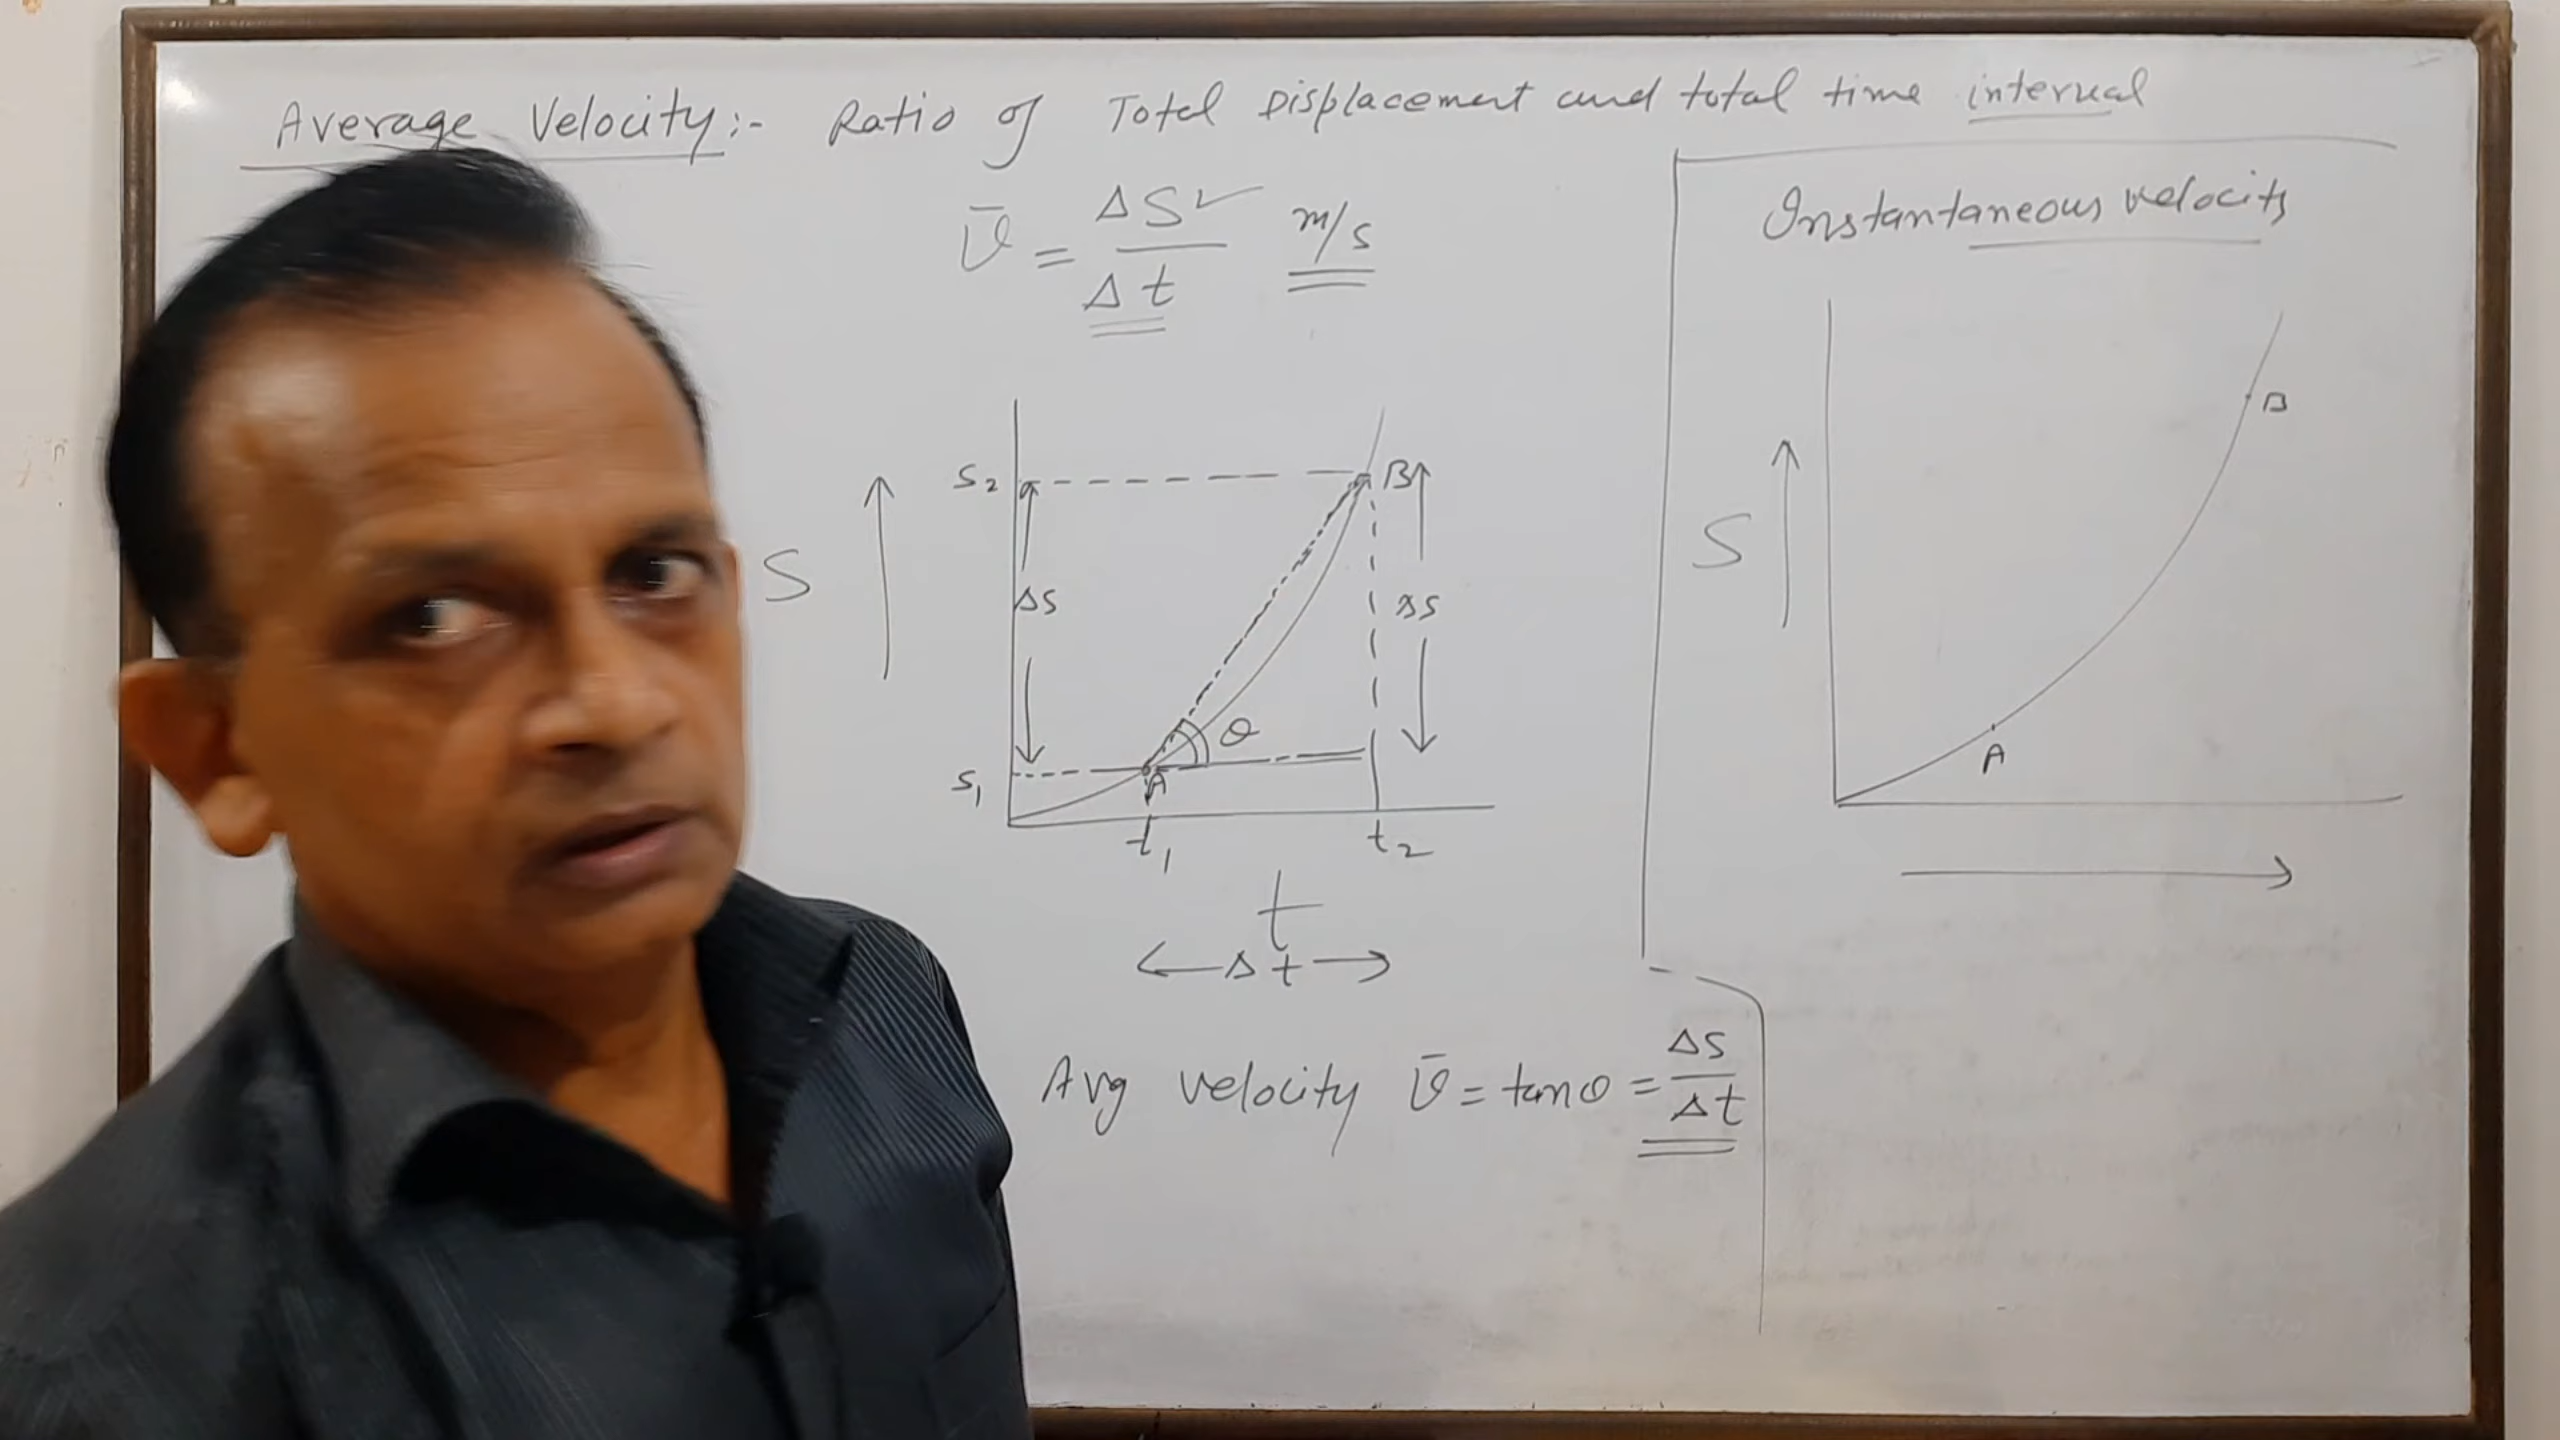 Average Velocity:- Ratio of Total Displacement and total time interval
v̄ = ΔS / Δt m/s
S
S₂
B
ΔS
ΔS
θ
S₁
A
t₁
t₂
t
Δt
Avg velocity v̄ = tanθ = Δs / Δt
Instantaneous velocity
S
B
A